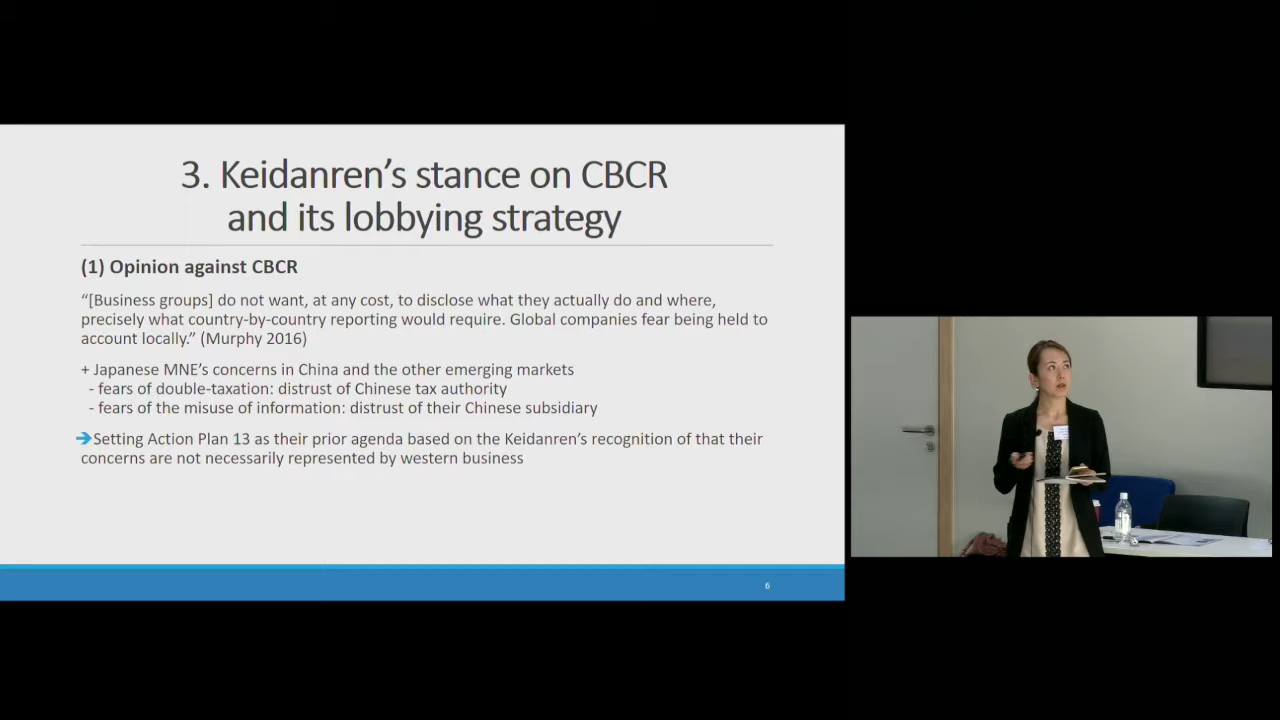 3. Keidanren’s stance on CBCR
and its lobbying strategy
(1) Opinion against CBCR
“[Business groups] do not want, at any cost, to disclose what they actually do and where,
precisely what country-by-country reporting would require. Global companies fear being held to
account locally.” (Murphy 2016)
+ Japanese MNE’s concerns in China and the other emerging markets
- fears of double-taxation: distrust of Chinese tax authority
- fears of the misuse of information: distrust of their Chinese subsidiary
➔Setting Action Plan 13 as their prior agenda based on the Keidanren’s recognition of that their
concerns are not necessarily represented by western business
6